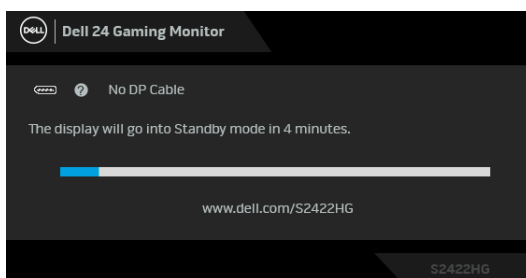 DELL
Dell 24 Gaming Monitor
? No DP Cable
The display will go into Standby mode in 4 minutes.
www.dell.com/S2422HG
S2422HG